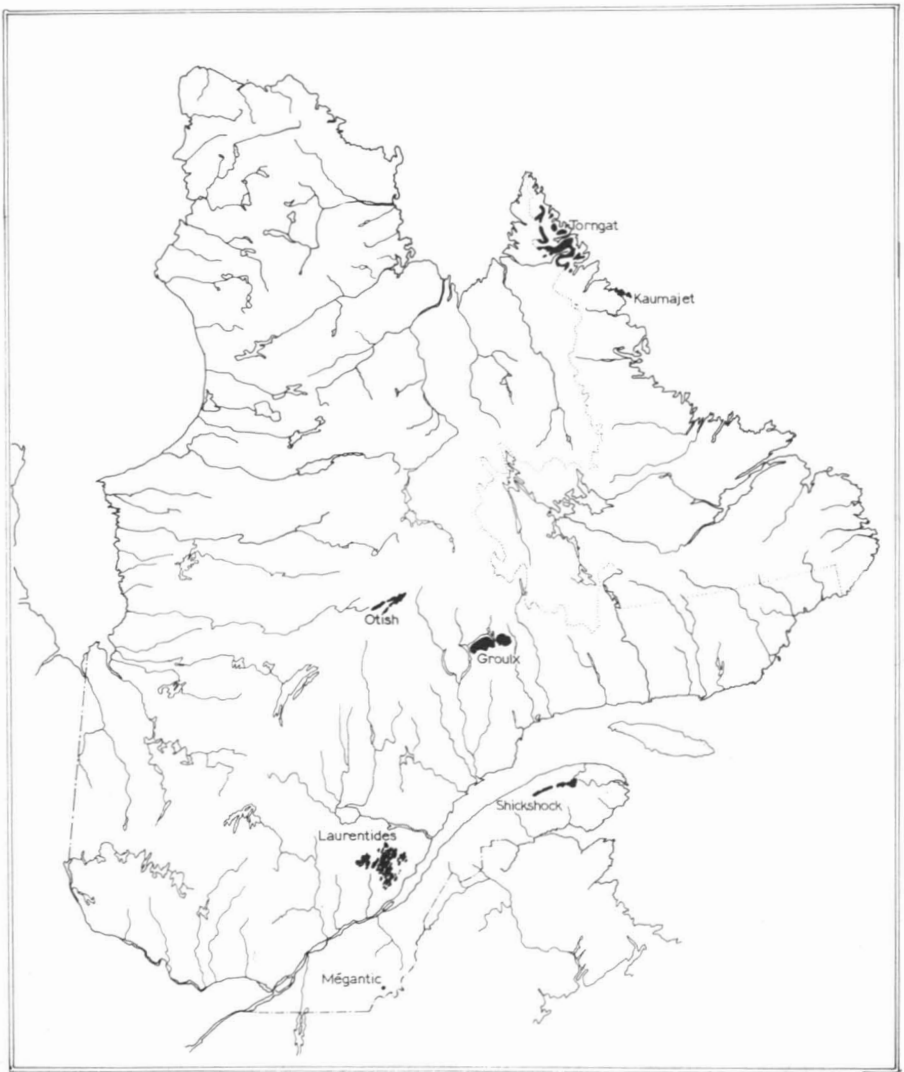 Torngat
Kaumajet
Otish
Groulx
Shickshock
Laurentides
Mégantic